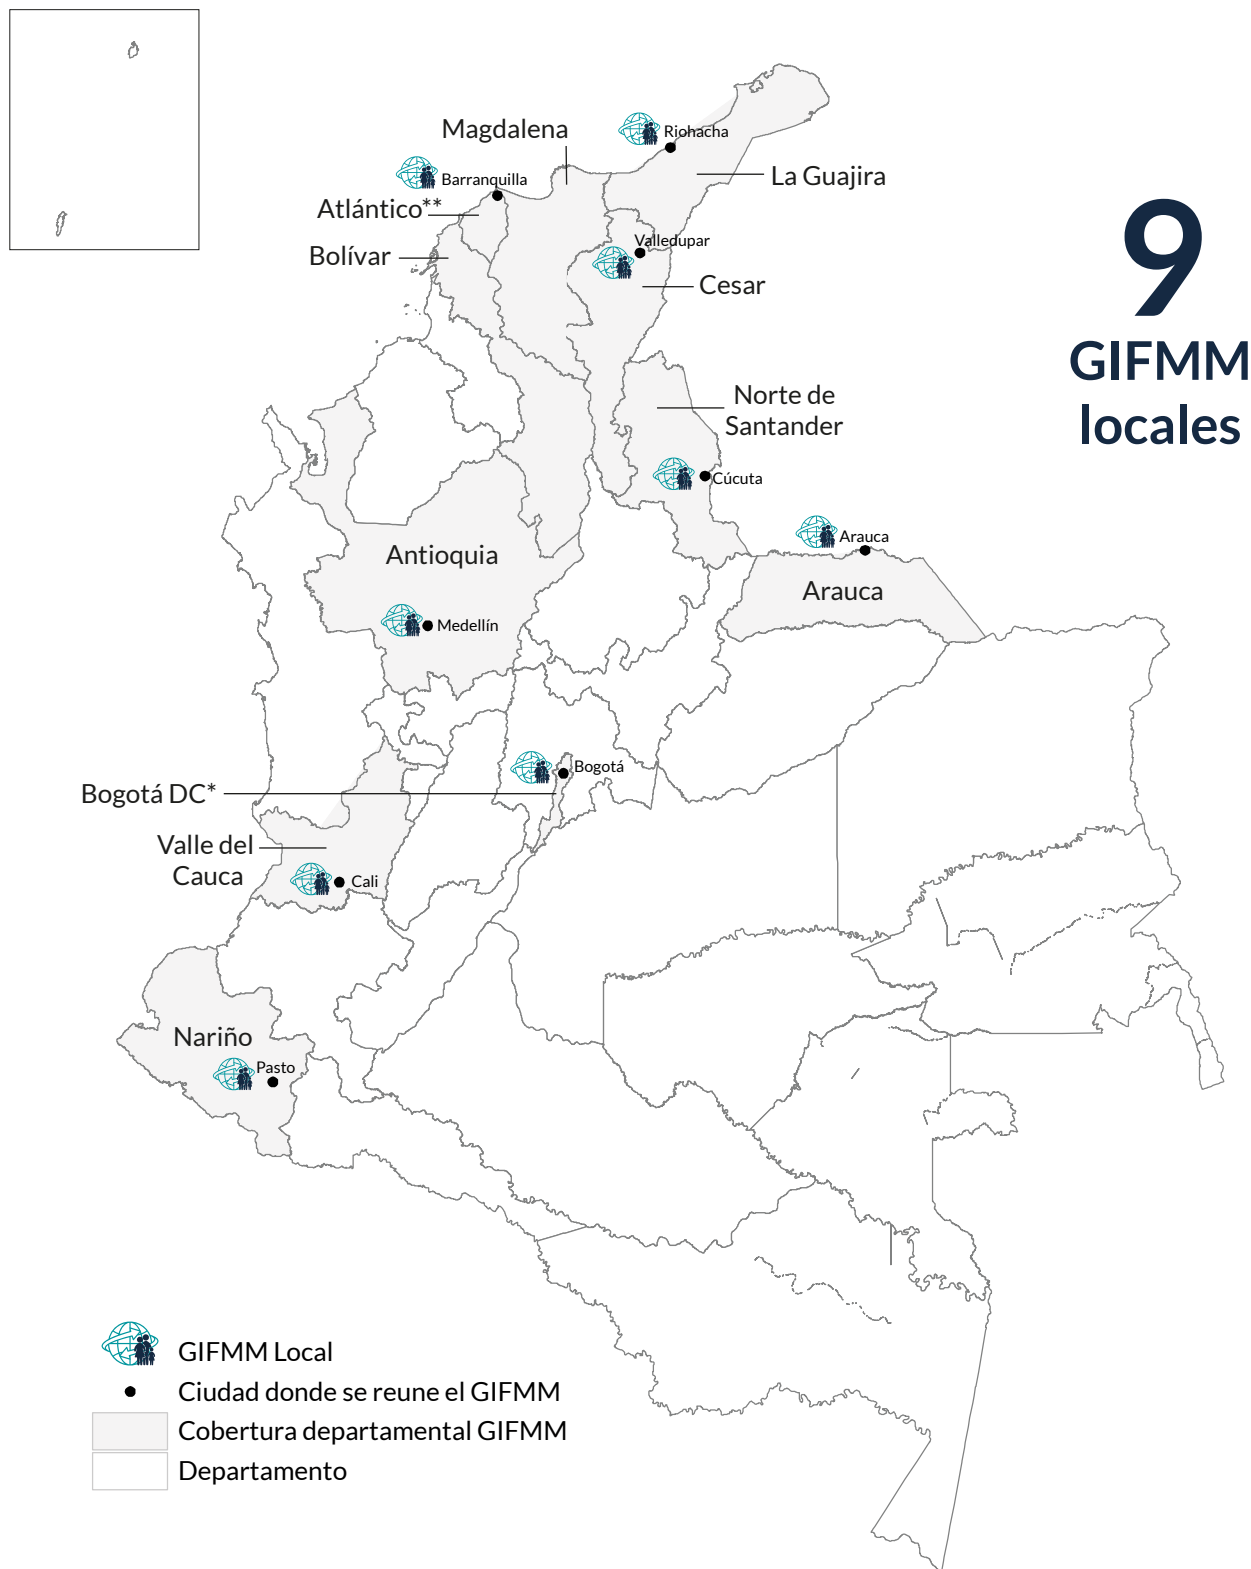 Riohacha
Magdalena
Barranquilla
La Guajira
Atlántico**
Bolívar
Valledupar
Cesar
9
GIFMM
locales
Norte de
Santander
Cúcuta
Arauca
Antioquia
Arauca
Medellín
Bogotá
Bogotá DC*
Valle del
Cauca
Cali
Nariño
Pasto
GIFMM Local
Ciudad donde se reune el GIFMM
Cobertura departamental GIFMM
Departamento